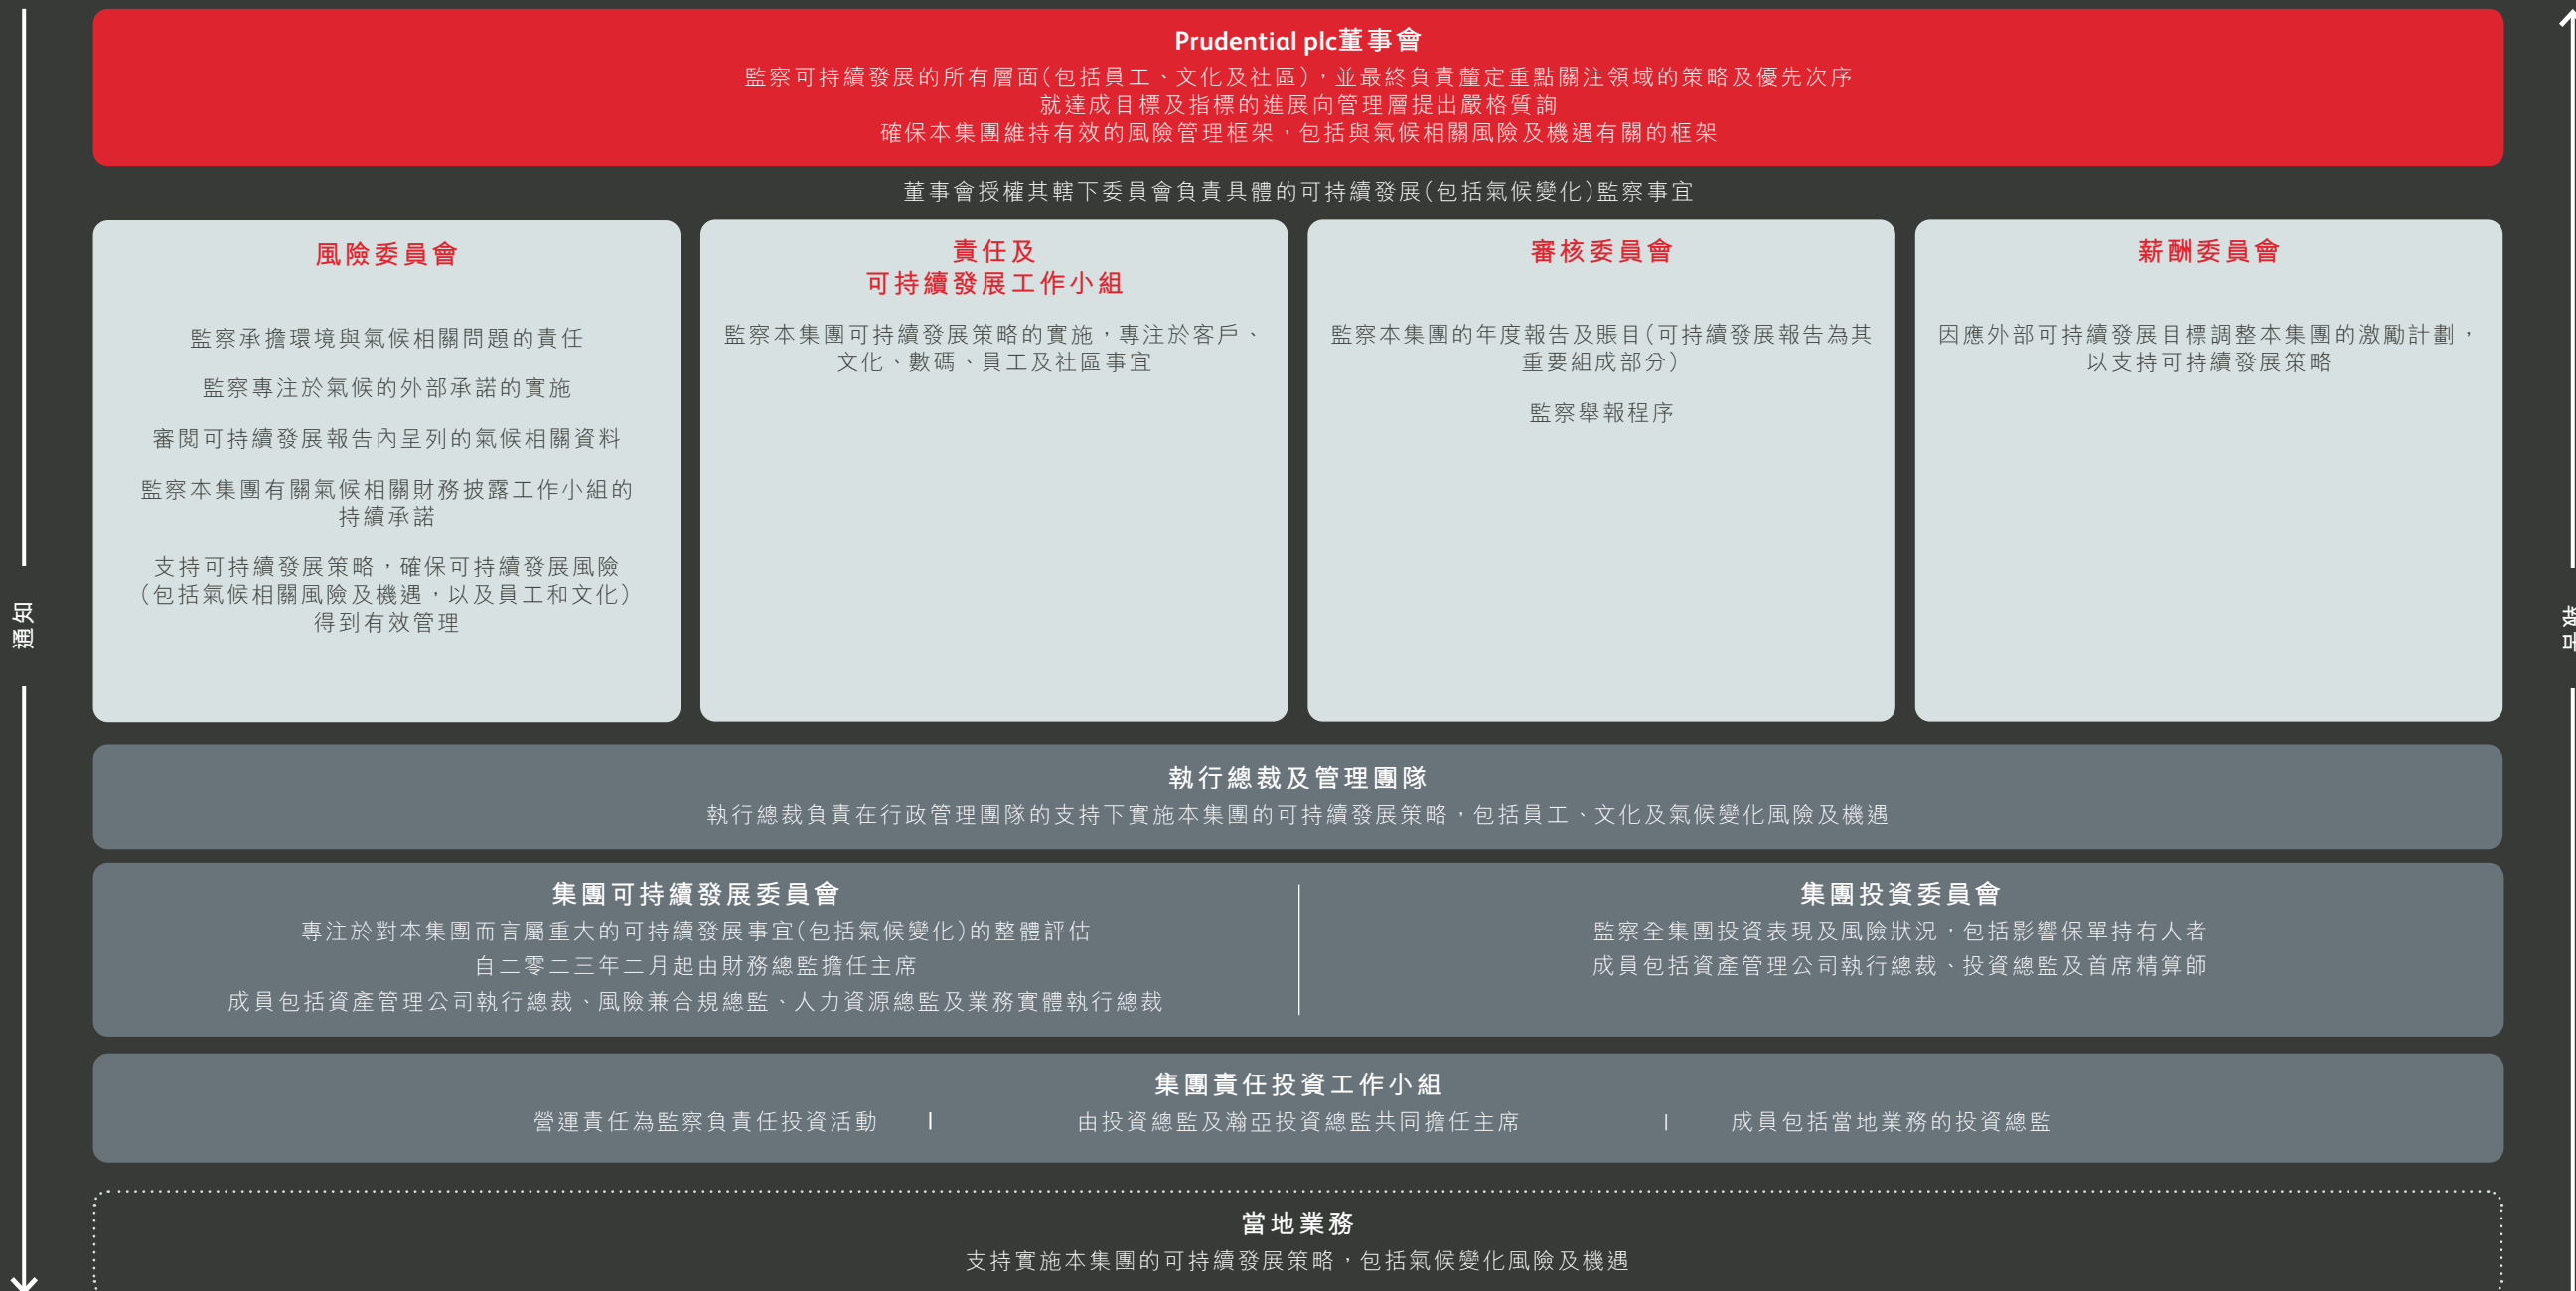 Prudential plc董事會
監察可持續發展的所有層面(包括員工、文化及社區)，並最終負責釐定重點關注領域的策略及優先次序
就達成目標及指標的進展向管理層提出嚴格質詢
確保本集團維持有效的風險管理框架，包括與氣候相關風險及機遇有關的框架
董事會授權其轄下委員會負責具體的可持續發展(包括氣候變化)監察事宜
風險委員會
監察承擔環境與氣候相關問題的責任
監察專注於氣候的外部承諾的實施
審閱可持續發展報告內呈列的氣候相關資料
監察本集團有關氣候相關財務披露工作小組的
持續承諾
支持可持續發展策略，確保可持續發展風險
(包括氣候相關風險及機遇，以及員工和文化)
得到有效管理
責任及
可持續發展工作小組
監察本集團可持續發展策略的實施，專注於客戶、
文化、數碼、員工及社區事宜
審核委員會
監察本集團的年度報告及賬目(可持續發展報告為其
重要組成部分)
監察舉報程序
薪酬委員會
因應外部可持續發展目標調整本集團的激勵計劃，
以支持可持續發展策略
通知
報告
執行總裁及管理團隊
執行總裁負責在行政管理團隊的支持下實施本集團的可持續發展策略，包括員工、文化及氣候變化風險及機遇
集團可持續發展委員會
專注於對本集團而言屬重大的可持續發展事宜(包括氣候變化)的整體評估
自二零二三年二月起由財務總監擔任主席
成員包括資產管理公司執行總裁、風險兼合規總監、人力資源總監及業務實體執行總裁
集團投資委員會
監察全集團投資表現及風險狀況，包括影響保單持有人者
成員包括資產管理公司執行總裁、投資總監及首席精算師
集團責任投資工作小組
營運責任為監察負責任投資活動 | 由投資總監及瀚亞投資總監共同擔任主席 | 成員包括當地業務的投資總監
當地業務
支持實施本集團的可持續發展策略，包括氣候變化風險及機遇